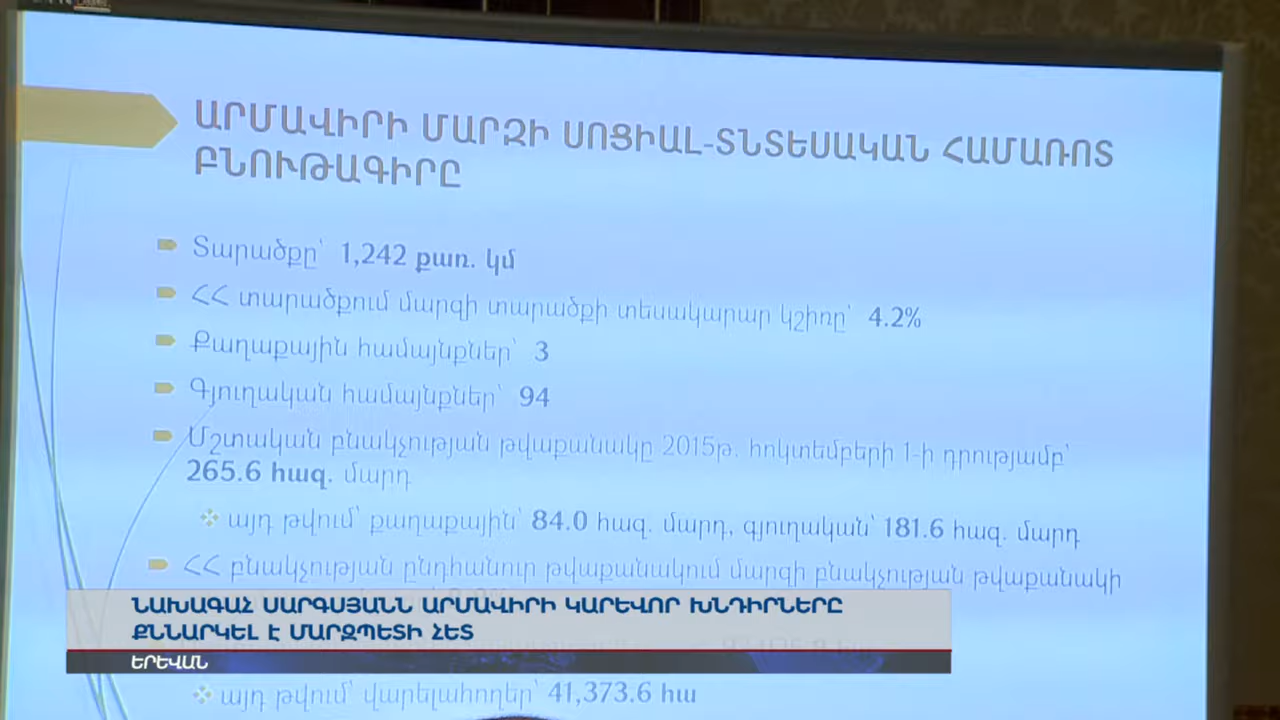 ԱՐՄԱՎԻՐԻ ՄԱՐԶԻ ՍՈՑԻԱԼ-ՏՆՏԵՍԱԿԱՆ ՀԱՄԱՌՈՏ
ԲՆՈՒԹԱԳԻՐԸ
Տարածքը՝ 1,242 քառ. կմ
ՀՀ տարածքում մարզի տարածքի տեսակարար կշիռը՝ 4.2%
Քաղաքային համայնքներ՝ 3
Գյուղական համայնքներ՝ 94
Մշտական բնակչության թվաքանակը 2015թ. հոկտեմբերի 1-ի դրությամբ՝
265.6 հազ. մարդ
այդ թվում՝ քաղաքային՝ 84.0 հազ. մարդ, գյուղական՝ 181.6 հազ. մարդ
ՀՀ բնակչության ընդհանուր թվաքանակում մարզի բնակչության թվաքանակի
ՆԱԽԱԳԱՀ ՍԱՐԳՍՅԱՆՆ ԱՐՄԱՎԻՐԻ ԿԱՐԵՎՈՐ ԽՆԴԻՐՆԵՐԸ
ՔՆՆԱՐԿԵԼ Է ՄԱՐԶՊԵՏԻ ՀԵՏ
ԵՐԵՎԱՆ
այդ թվում՝ վարելահողեր՝ 41,373.6 հա